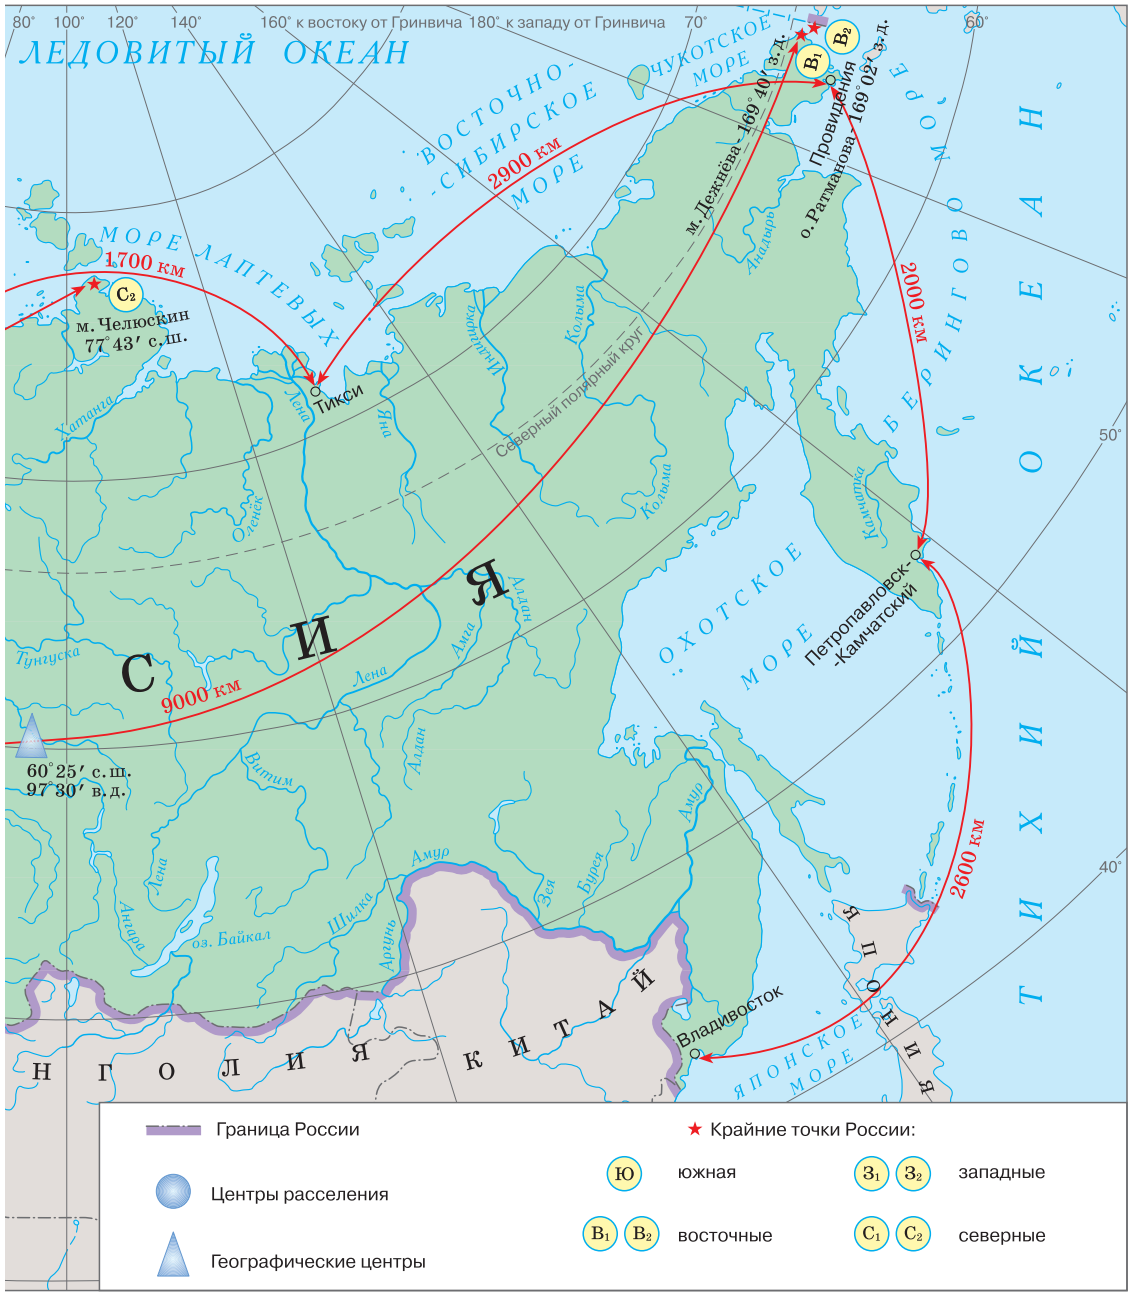 80° 100° 120° 140° 160° к востоку от Гринвича 180° к западу от Гринвича 70° 60°
ЛЕДОВИТЫЙ ОКЕАН
ЧУКОТСКОЕ
МОРЕ
В₁
В₂
ВОСТОЧНО-
-СИБИРСКОЕ
МОРЕ
2900 км
м. Дежнёва - 169°40′ з.д.
Провидения
о. Ратманова - 169°02′ з.д.
БЕРИНГОВО МОРЕ
ТИХИЙ ОКЕАН
МОРЕ ЛАПТЕВЫХ
1700 км
С₂
м. Челюскин
77°43′ с.ш.
Анадырь
2000 км
Колыма
Индигирка
Северный полярный круг
Хатанга
Лена
Тикси
Яна
50°
Оленёк
Колыма
Камчатка
ОХОТСКОЕ
МОРЕ
Петропавловск-
-Камчатский
СИЯ
Алдан
Амга
Тунгуска
Лена
9000 км
60°25′ с.ш.
97°30′ в.д.
Витим
Алдан
Амур
Лена
Амур
Зея
Бурея
2600 км
40°
Ангара
оз. Байкал
Шилка
Аргунь
ЯПОНИЯ
НГОЛИЯ
КИТАЙ
Владивосток
ЯПОНСКОЕ
МОРЕ
Граница России
Центры расселения
Географические центры
Крайние точки России:
Ю южная
З₁ З₂ западные
В₁ В₂ восточные
С₁ С₂ северные